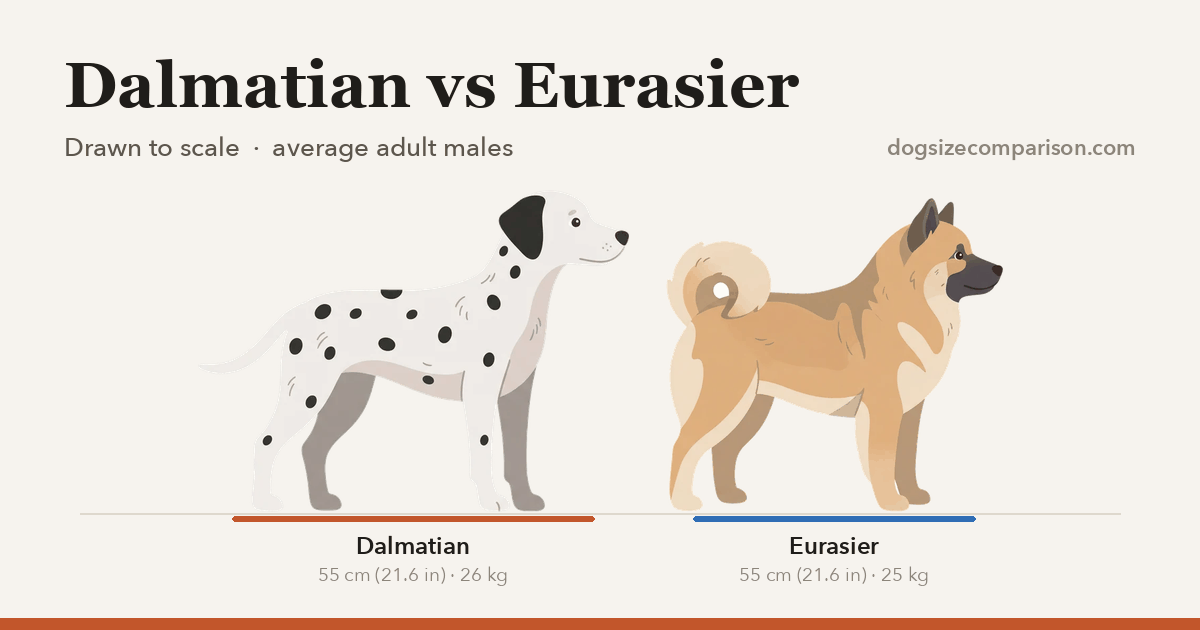 Dalmatian vs Eurasier
Drawn to scale · average adult males
dogsizecomparison.com
Dalmatian
55 cm (21.6 in) · 26 kg
Eurasier
55 cm (21.6 in) · 25 kg